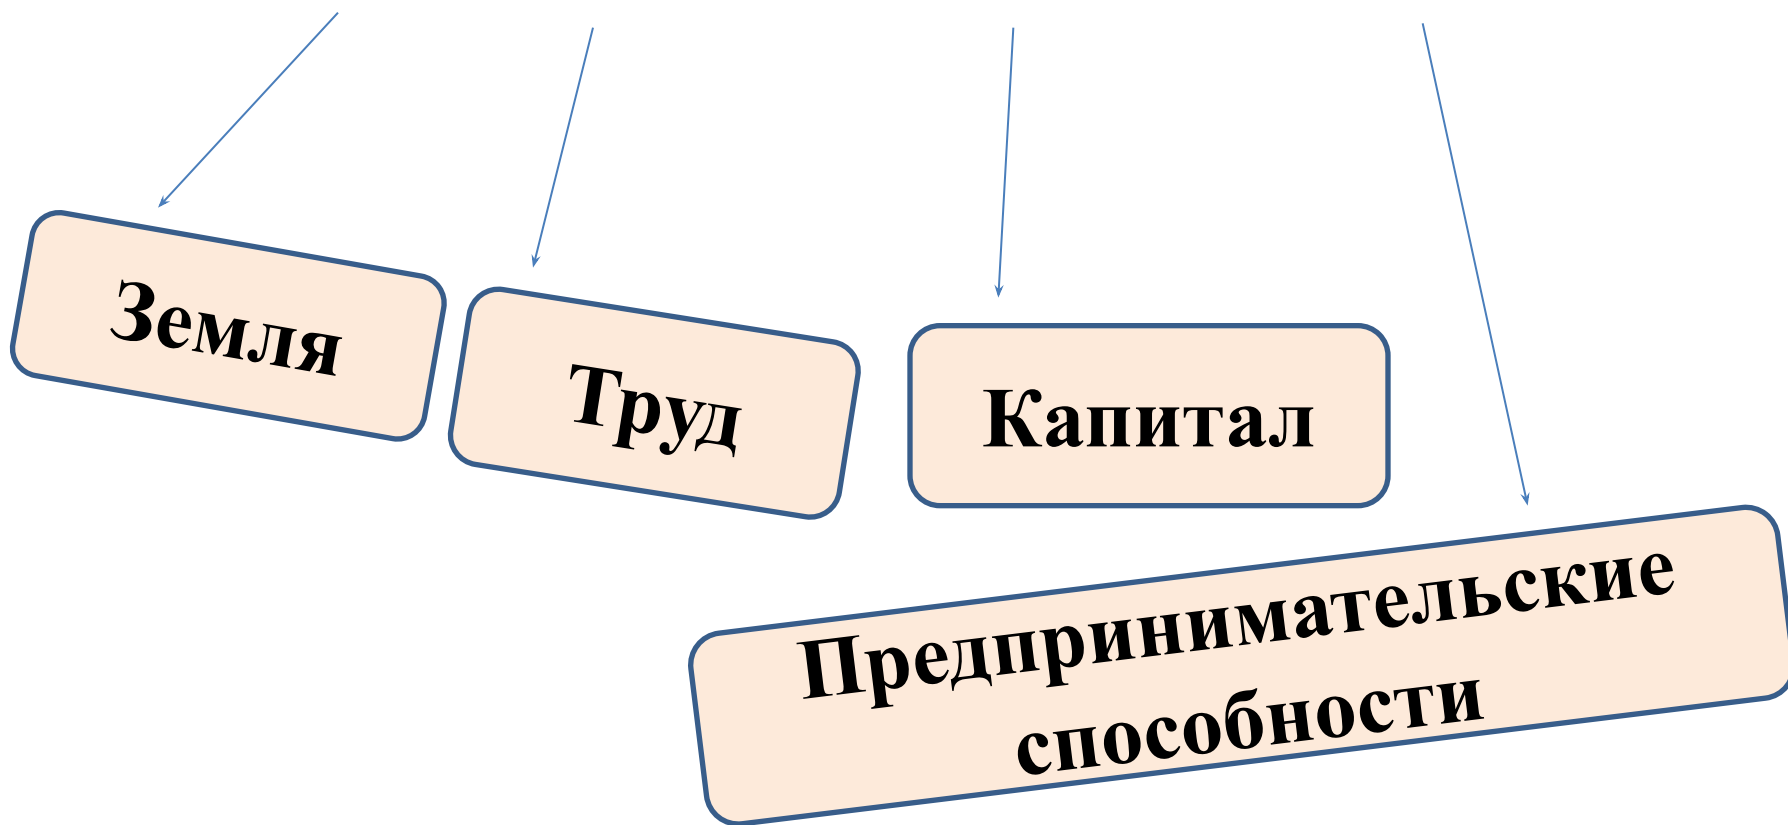 Земля
Труд
Капитал
Предпринимательские
способности